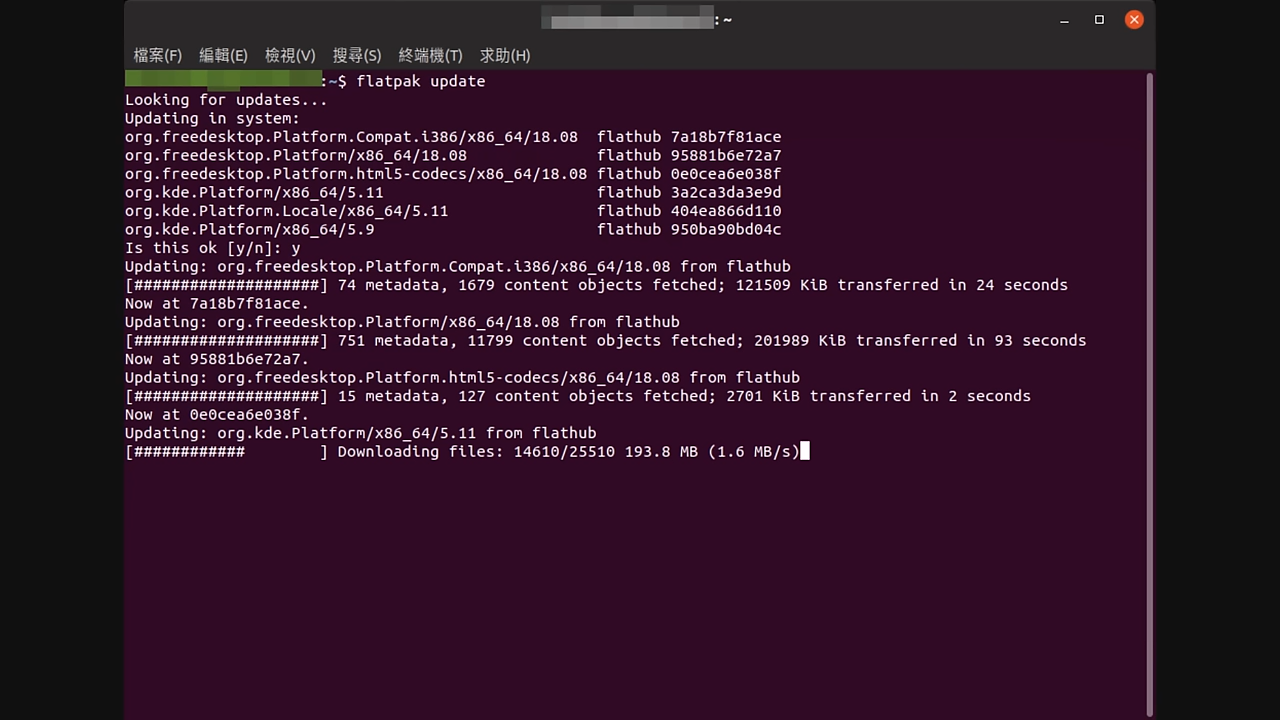 :~
檔案(F) 編輯(E) 檢視(V) 搜尋(S) 終端機(T) 求助(H)
:~$ flatpak update
Looking for updates...
Updating in system:
org.freedesktop.Platform.Compat.i386/x86_64/18.08 flathub 7a18b7f81ace
org.freedesktop.Platform/x86_64/18.08 flathub 95881b6e72a7
org.freedesktop.Platform.html5-codecs/x86_64/18.08 flathub 0e0cea6e038f
org.kde.Platform/x86_64/5.11 flathub 3a2ca3da3e9d
org.kde.Platform.Locale/x86_64/5.11 flathub 404ea866d110
org.kde.Platform/x86_64/5.9 flathub 950ba90bd04c
Is this ok [y/n]: y
Updating: org.freedesktop.Platform.Compat.i386/x86_64/18.08 from flathub
[####################] 74 metadata, 1679 content objects fetched; 121509 KiB transferred in 24 seconds
Now at 7a18b7f81ace.
Updating: org.freedesktop.Platform/x86_64/18.08 from flathub
[####################] 751 metadata, 11799 content objects fetched; 201989 KiB transferred in 93 seconds
Now at 95881b6e72a7.
Updating: org.freedesktop.Platform.html5-codecs/x86_64/18.08 from flathub
[####################] 15 metadata, 127 content objects fetched; 2701 KiB transferred in 2 seconds
Now at 0e0cea6e038f.
Updating: org.kde.Platform/x86_64/5.11 from flathub
[############        ] Downloading files: 14610/25510 193.8 MB (1.6 MB/s)